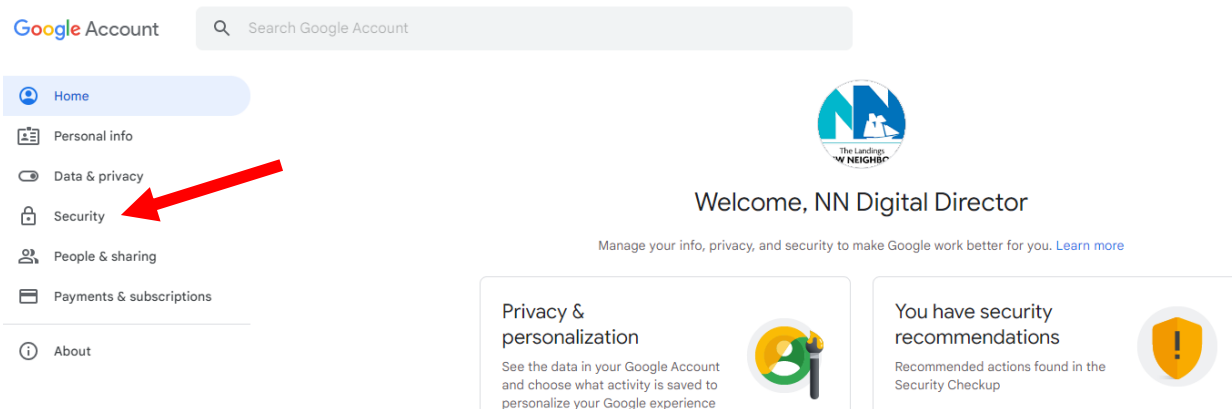 Google Account
Search Google Account
Home
Personal info
Data & privacy
Security
People & sharing
Payments & subscriptions
About
NN
The Landings
W NEIGHBO
Welcome, NN Digital Director
Manage your info, privacy, and security to make Google work better for you. Learn more
Privacy &
personalization
See the data in your Google Account
and choose what activity is saved to
personalize your Google experience
You have security
recommendations
Recommended actions found in the
Security Checkup